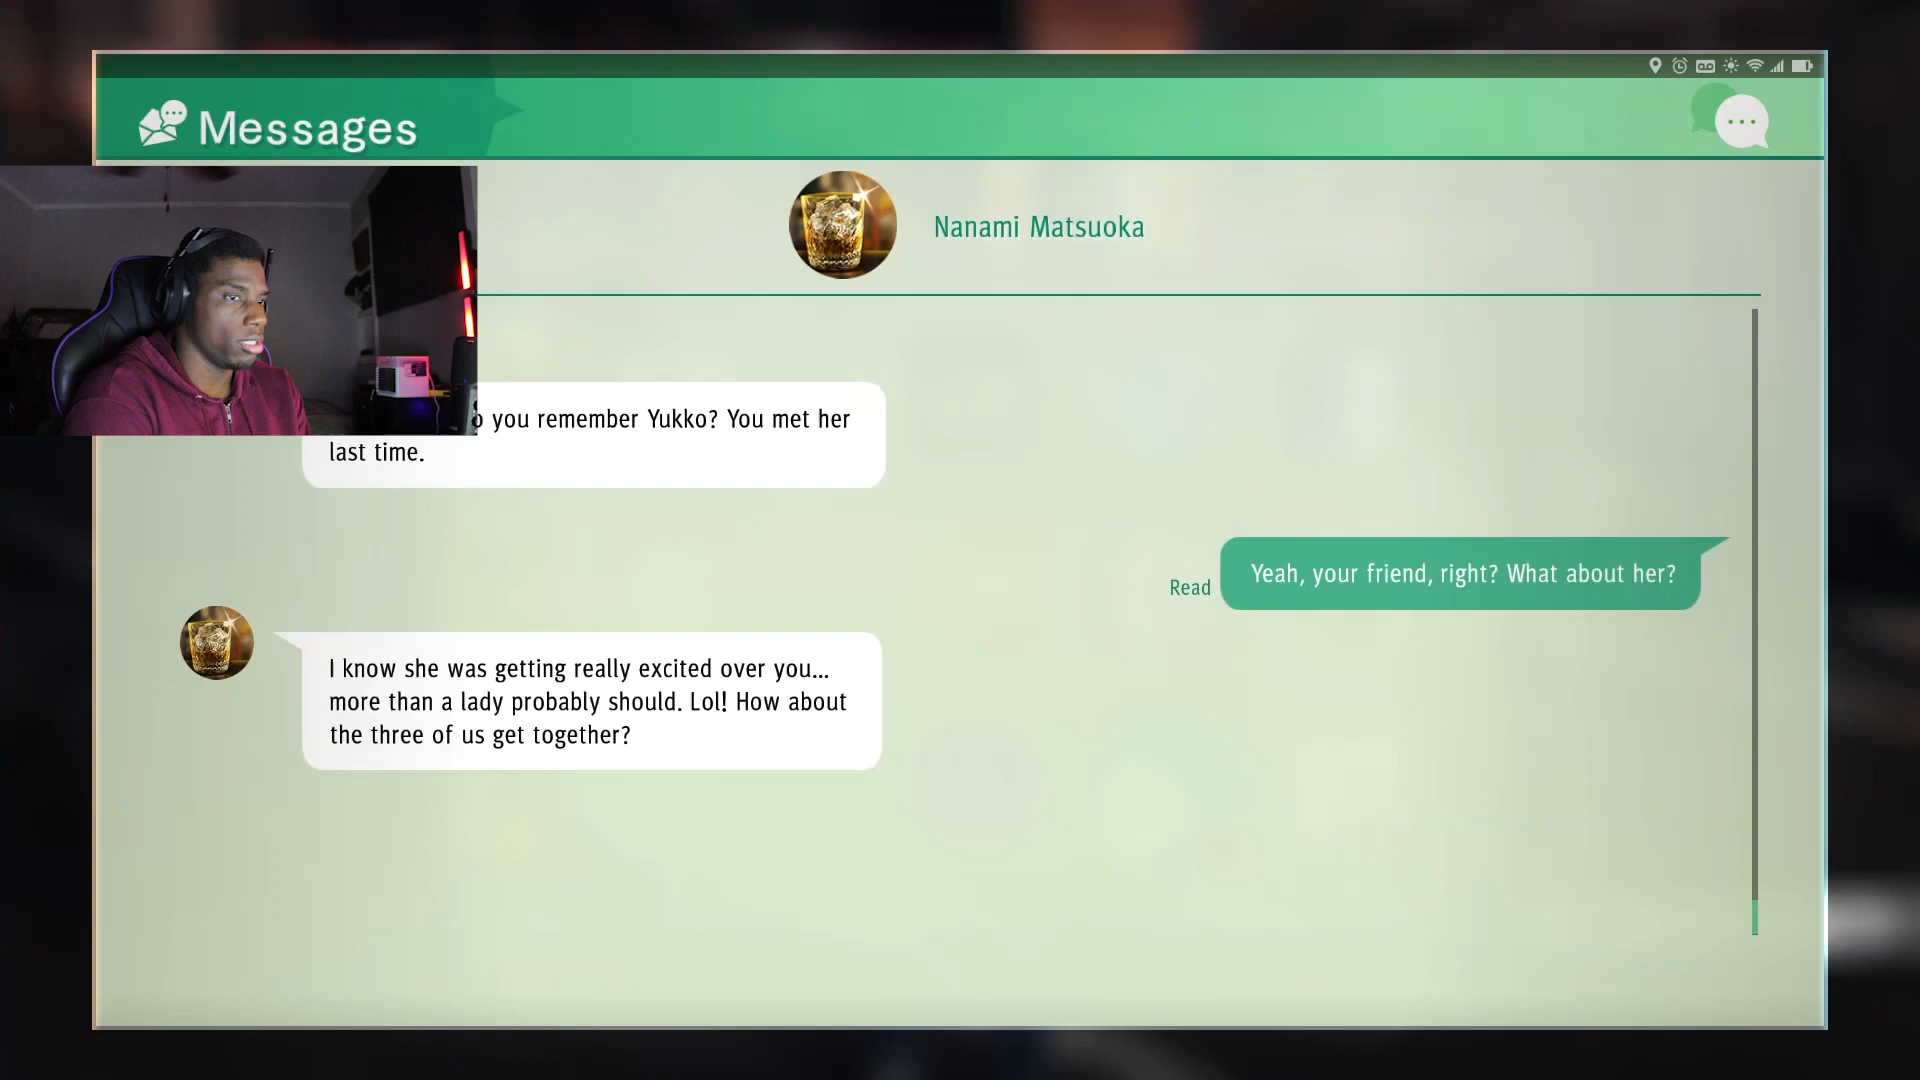 Messages
Nanami Matsuoka
you remember Yukko? You met her
last time.
Yeah, your friend, right? What about her?
Read
I know she was getting really excited over you...
more than a lady probably should. Lol! How about
the three of us get together?